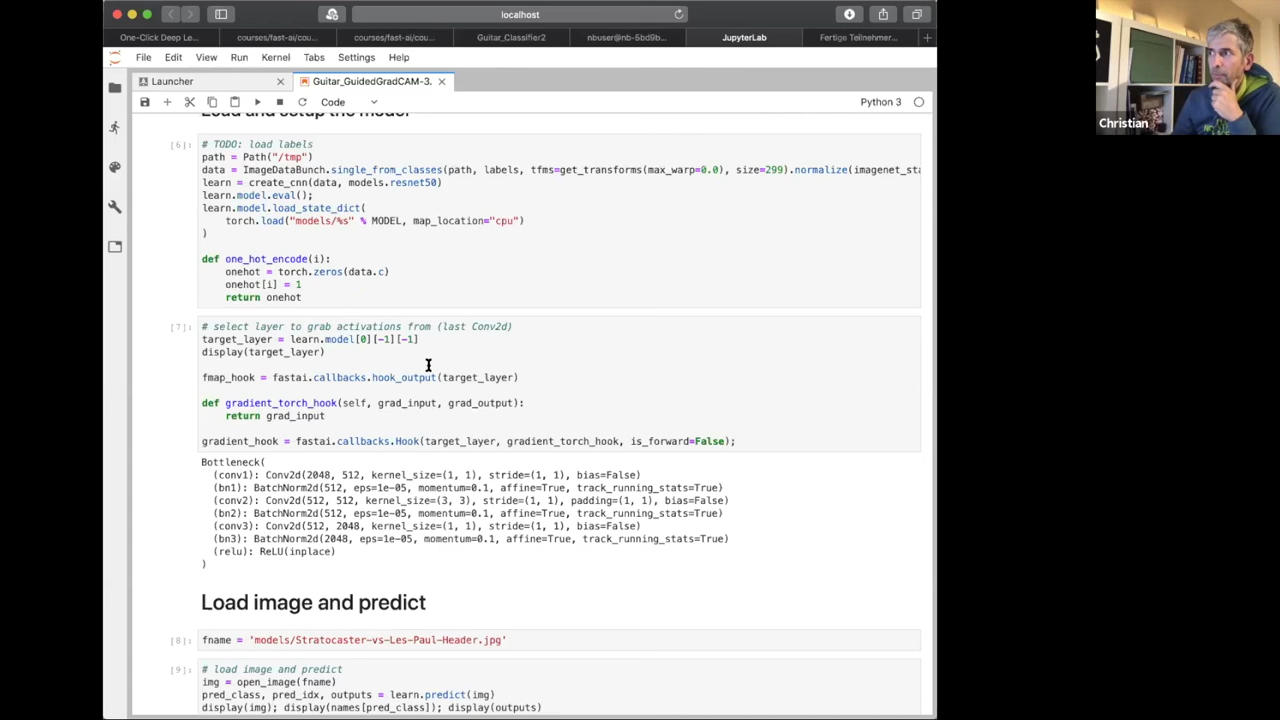 localhost
One-Click Deep Le...
courses/fast-ai/cou...
courses/fast-ai/cou...
Guitar_Classifier2
nbuser@nb-5bd9b...
JupyterLab
Fertige Teilnehmer...
File Edit View Run Kernel Tabs Settings Help
Launcher
Guitar_GuidedGradCAM-3.
Code
Python 3
Christian
Load and setup the model
[6]:
# TODO: load labels
path = Path("/tmp")
data = ImageDataBunch.single_from_classes(path, labels, tfms=get_transforms(max_warp=0.0), size=299).normalize(imagenet_sta
learn = create_cnn(data, models.resnet50)
learn.model.eval();
learn.model.load_state_dict(
torch.load("models/%s" % MODEL, map_location="cpu")
)
def one_hot_encode(i):
onehot = torch.zeros(data.c)
onehot[i] = 1
return onehot
[7]:
# select layer to grab activations from (last Conv2d)
target_layer = learn.model[0][-1][-1]
display(target_layer)
fmap_hook = fastai.callbacks.hook_output(target_layer)
def gradient_torch_hook(self, grad_input, grad_output):
return grad_input
gradient_hook = fastai.callbacks.Hook(target_layer, gradient_torch_hook, is_forward=False);
Bottleneck(
(conv1): Conv2d(2048, 512, kernel_size=(1, 1), stride=(1, 1), bias=False)
(bn1): BatchNorm2d(512, eps=1e-05, momentum=0.1, affine=True, track_running_stats=True)
(conv2): Conv2d(512, 512, kernel_size=(3, 3), stride=(1, 1), padding=(1, 1), bias=False)
(bn2): BatchNorm2d(512, eps=1e-05, momentum=0.1, affine=True, track_running_stats=True)
(conv3): Conv2d(512, 2048, kernel_size=(1, 1), stride=(1, 1), bias=False)
(bn3): BatchNorm2d(2048, eps=1e-05, momentum=0.1, affine=True, track_running_stats=True)
(relu): ReLU(inplace)
)
Load image and predict
[8]:
fname = 'models/Stratocaster-vs-Les-Paul-Header.jpg'
[9]:
# load image and predict
img = open_image(fname)
pred_class, pred_idx, outputs = learn.predict(img)
display(img); display(names[pred_class]); display(outputs)